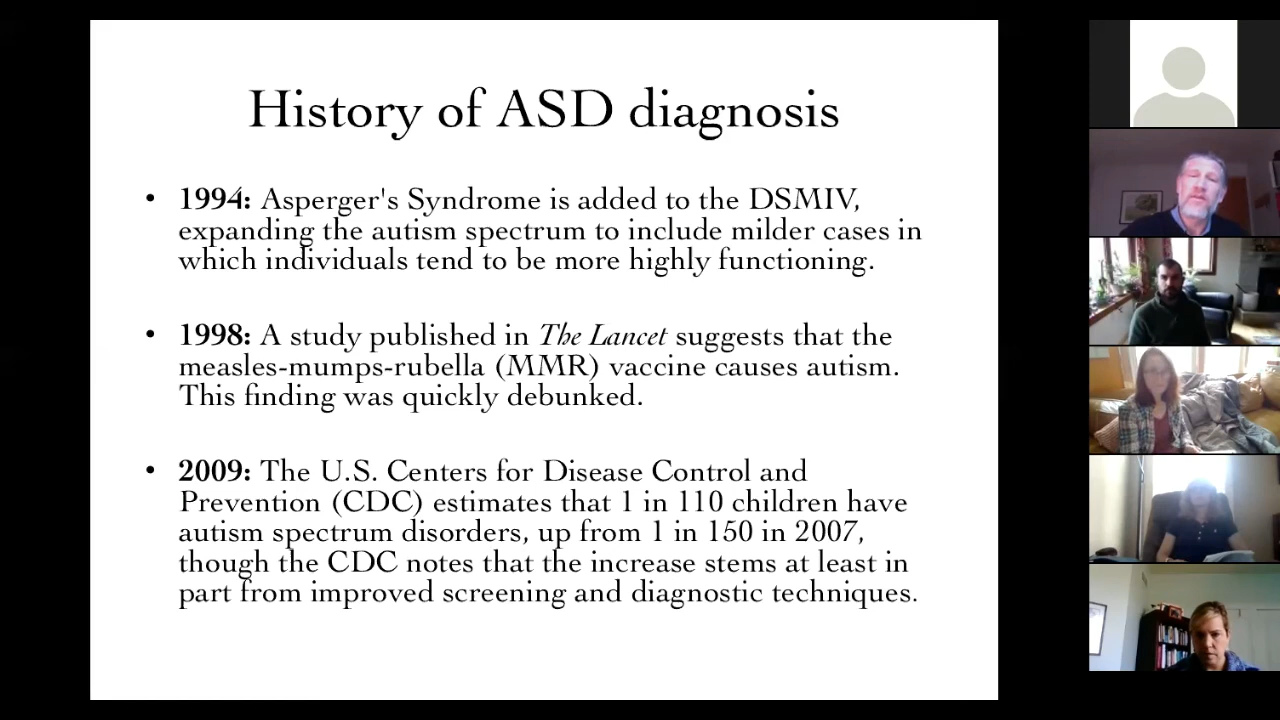 History of ASD diagnosis
• 1994: Asperger's Syndrome is added to the DSMIV,
expanding the autism spectrum to include milder cases in
which individuals tend to be more highly functioning.
• 1998: A study published in The Lancet suggests that the
measles-mumps-rubella (MMR) vaccine causes autism.
This finding was quickly debunked.
• 2009: The U.S. Centers for Disease Control and
Prevention (CDC) estimates that 1 in 110 children have
autism spectrum disorders, up from 1 in 150 in 2007,
though the CDC notes that the increase stems at least in
part from improved screening and diagnostic techniques.